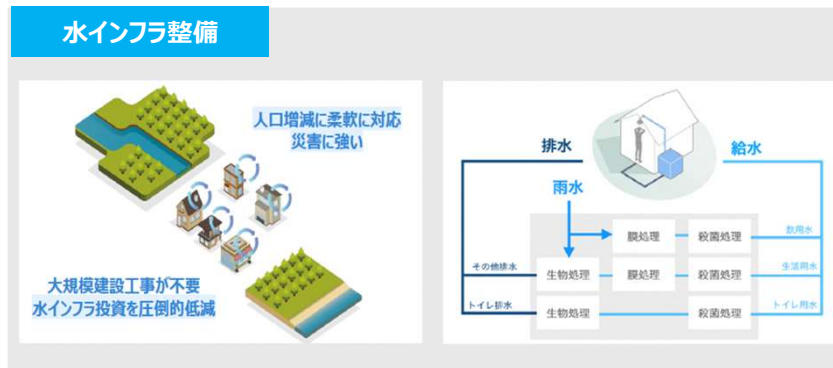 水インフラ整備
人口増減に柔軟に対応
災害に強い
大規模建設工事が不要
水インフラ投資を圧倒的低減
排水
給水
雨水
膜処理
殺菌処理
飲用水
その他排水
生物処理
膜処理
殺菌処理
生活用水
トイレ排水
生物処理
殺菌処理
トイレ用水